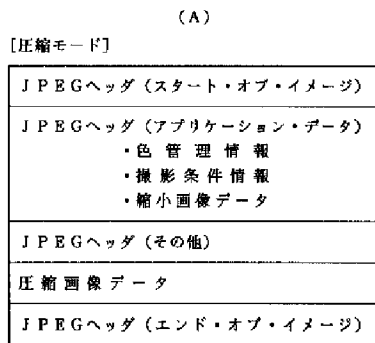 (A)
[圧縮モード]
JPEGヘッダ(スタート・オブ・イメージ)
JPEGヘッダ(アプリケーション・データ)
・色管理情報
・撮影条件情報
・縮小画像データ
JPEGヘッダ(その他)
圧縮画像データ
JPEGヘッダ(エンド・オブ・イメージ)